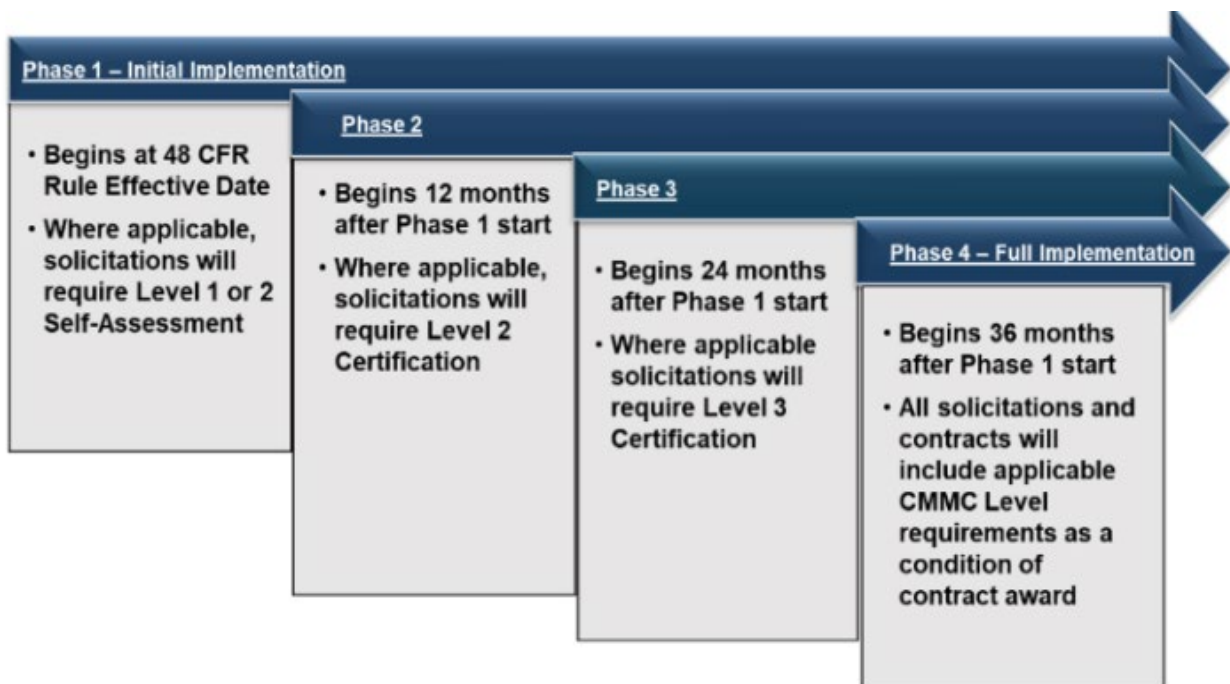 Phase 1 – Initial Implementation
• Begins at 48 CFR
Rule Effective Date
• Where applicable,
solicitations will
require Level 1 or 2
Self-Assessment
Phase 2
• Begins 12 months
after Phase 1 start
• Where applicable,
solicitations will
require Level 2
Certification
Phase 3
• Begins 24 months
after Phase 1 start
• Where applicable
solicitations will
require Level 3
Certification
Phase 4 – Full Implementation
• Begins 36 months
after Phase 1 start
• All solicitations and
contracts will
include applicable
CMMC Level
requirements as a
condition of
contract award